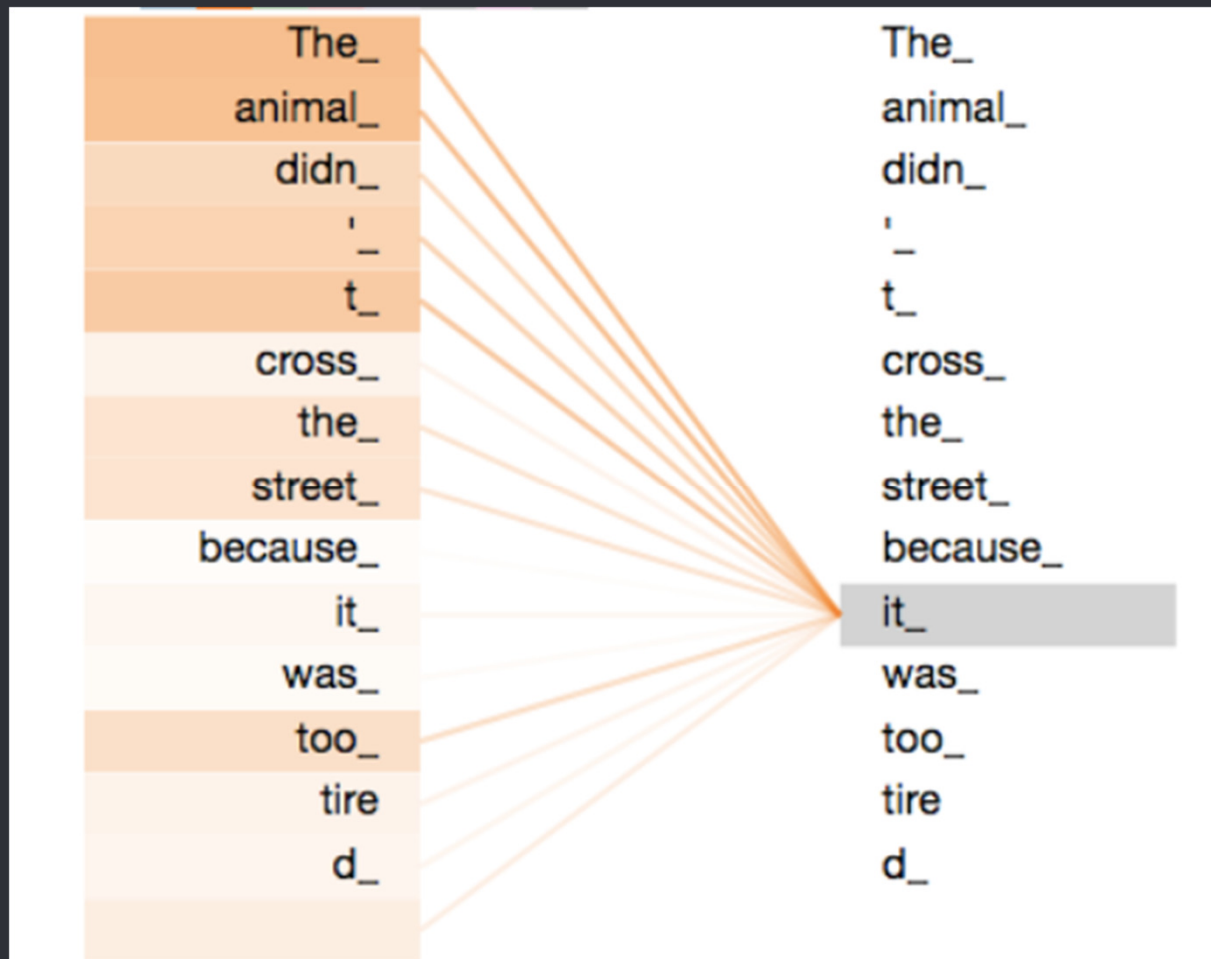 The_ The_
animal_ animal_
didn_ didn_
'_ '_
t_ t_
cross_ cross_
the_ the_
street_ street_
because_ because_
it_ it_
was_ was_
too_ too_
tire tire
d_ d_